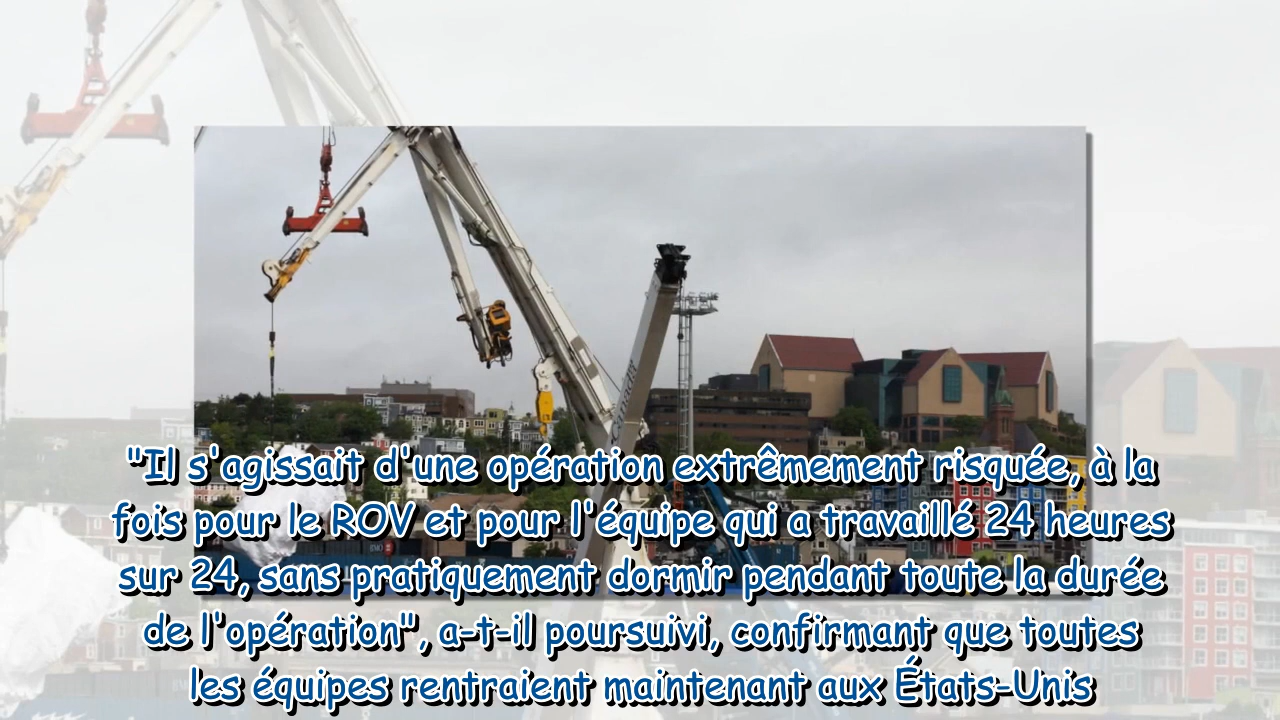 "Il s'agissait d'une opération extrêmement risquée, à la
fois pour le ROV et pour l'équipe qui a travaillé 24 heures
sur 24, sans pratiquement dormir pendant toute la durée
de l'opération", a-t-il poursuivi, confirmant que toutes
les équipes rentraient maintenant aux États-Unis